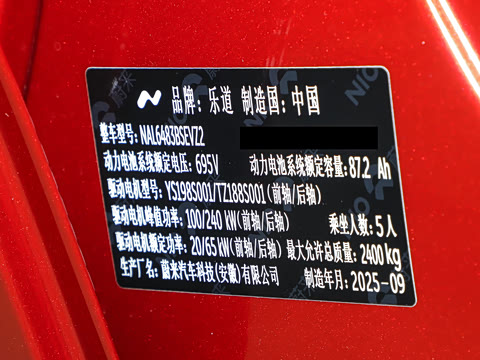 品牌：乐道 制造国：中国
整车型号：NAL6483BSEVZ2
动力电池系统额定电压：695V 动力电池系统额定容量：87.2 Ah
驱动电机型号：YS198S001/TZ188S001（前轴/后轴）
驱动电机峰值功率：100/240 kW（前轴/后轴） 乘坐人数：5人
驱动电机额定功率：20/65 kW（前轴/后轴） 最大允许总质量：2400kg
生产厂名：蔚来汽车科技（安徽）有限公司 制造年月：2025-09
NIO 蔚来